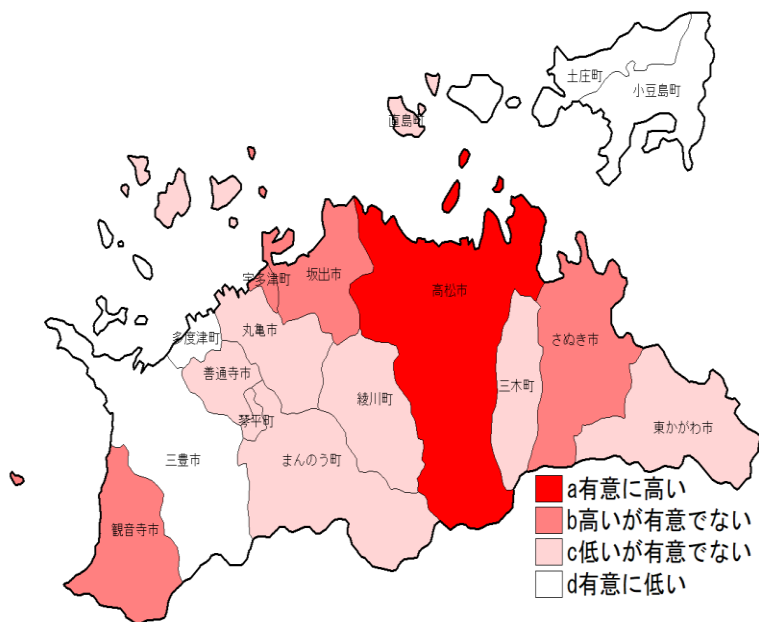 土庄町
小豆島町
直島町
宇多津町
坂出市
高松市
多度津町
丸亀市
さぬき市
善通寺市
三木町
綾川町
琴平町
東かがわ市
三豊市
まんのう町
観音寺市
a有意に高い
b高いが有意でない
c低いが有意でない
d有意に低い